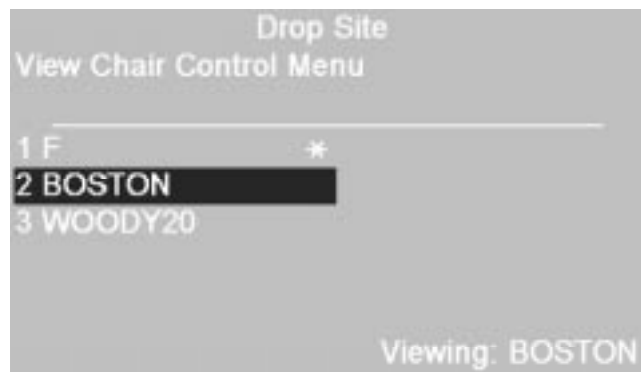 Drop Site
View Chair Control Menu
1 F *
2 BOSTON
3 WOODY20
Viewing: BOSTON